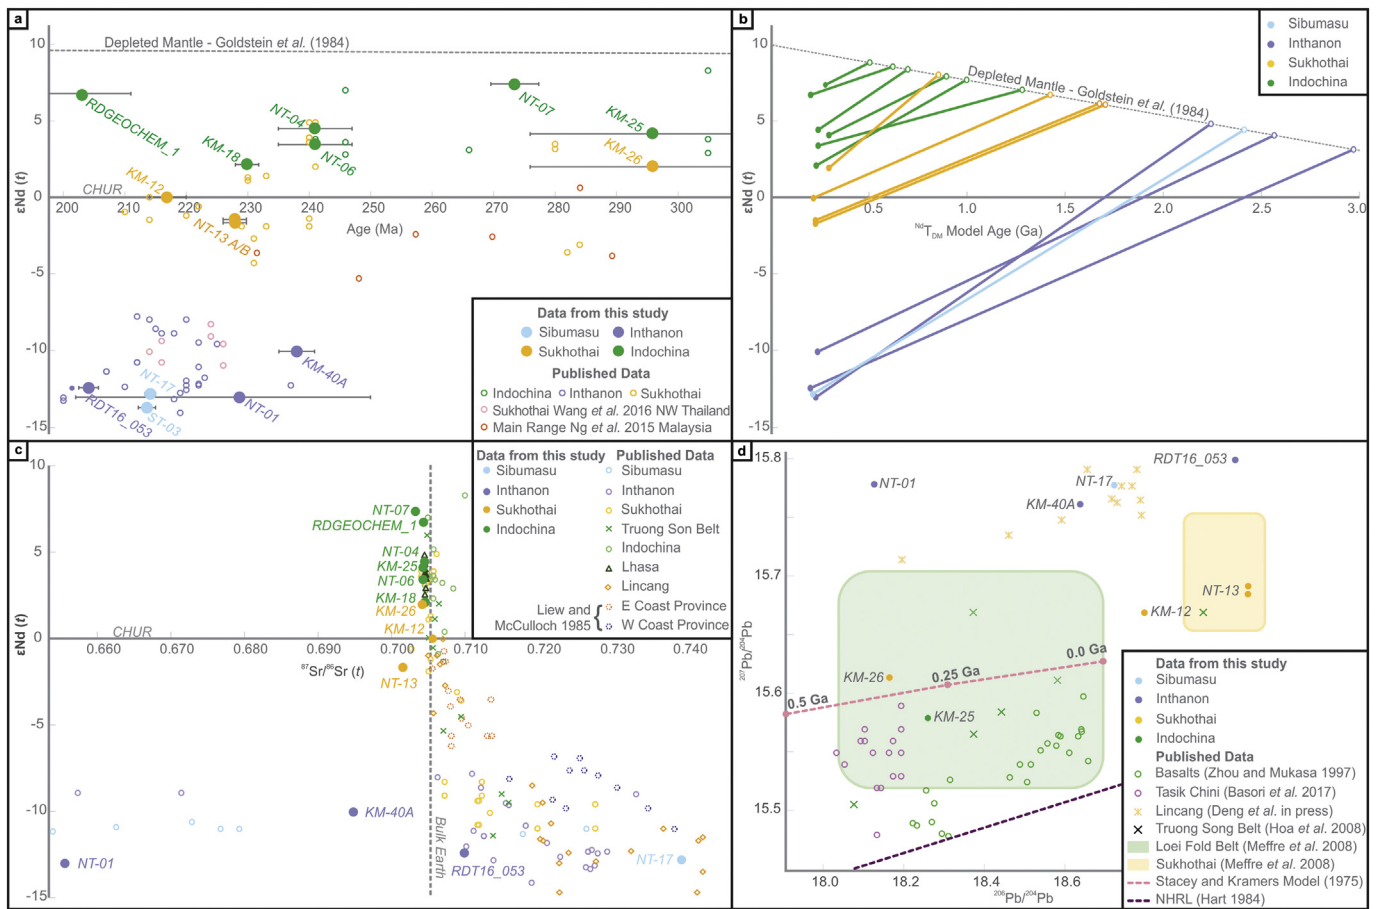 a
10
5
0
-5
-10
-15
εNd (t)
Depleted Mantle - Goldstein et al. (1984)
RDGEOCHEM_1
KM-18
NT-04
NT-06
NT-07
KM-25
KM-26
KM-12
CHUR
200
210
220
230
240
250
260
270
280
290
300
NT-13 A/B
Age (Ma)
KM-40A
NT-17
RDT16_053
ST-03
NT-01
Data from this study
Sibumasu
Inthanon
Sukhothai
Indochina
Published Data
Indochina
Inthanon
Sukhothai
Sukhothai Wang et al. 2016 NW Thailand
Main Range Ng et al. 2015 Malaysia
b
10
5
0
-5
-10
-15
εNd (t)
Depleted Mantle - Goldstein et al. (1984)
0.5
1.0
1.5
2.0
2.5
3.0
NdTDM Model Age (Ga)
Sibumasu
Inthanon
Sukhothai
Indochina
c
10
5
0
-5
-10
-15
εNd (t)
NT-07
RDGEOCHEM_1
NT-04
KM-25
NT-06
KM-18
KM-26
KM-12
CHUR
0.660
0.670
0.680
0.690
0.700
0.710
0.720
0.730
0.740
87Sr/86Sr (t)
NT-13
KM-40A
NT-01
Bulk Earth
RDT16_053
NT-17
Data from this study
Sibumasu
Inthanon
Sukhothai
Indochina
Published Data
Sibumasu
Inthanon
Sukhothai
Truong Son Belt
Indochina
Lhasa
Lincang
Liew and
McCulloch 1985
{
E Coast Province
W Coast Province
d
15.8
15.7
15.6
15.5
207Pb/204Pb
NT-01
KM-40A
NT-17
RDT16_053
NT-13
KM-12
KM-26
KM-25
0.5 Ga
0.25 Ga
0.0 Ga
18.0
18.2
18.4
18.6
206Pb/204Pb
Data from this study
Sibumasu
Inthanon
Sukhothai
Indochina
Published Data
Basalts (Zhou and Mukasa 1997)
Tasik Chini (Basori et al. 2017)
Lincang (Deng et al. in press)
Truong Song Belt (Hoa et al. 2008)
Loei Fold Belt (Meffre et al. 2008)
Sukhothai (Meffre et al. 2008)
Stacey and Kramers Model (1975)
NHRL (Hart 1984)